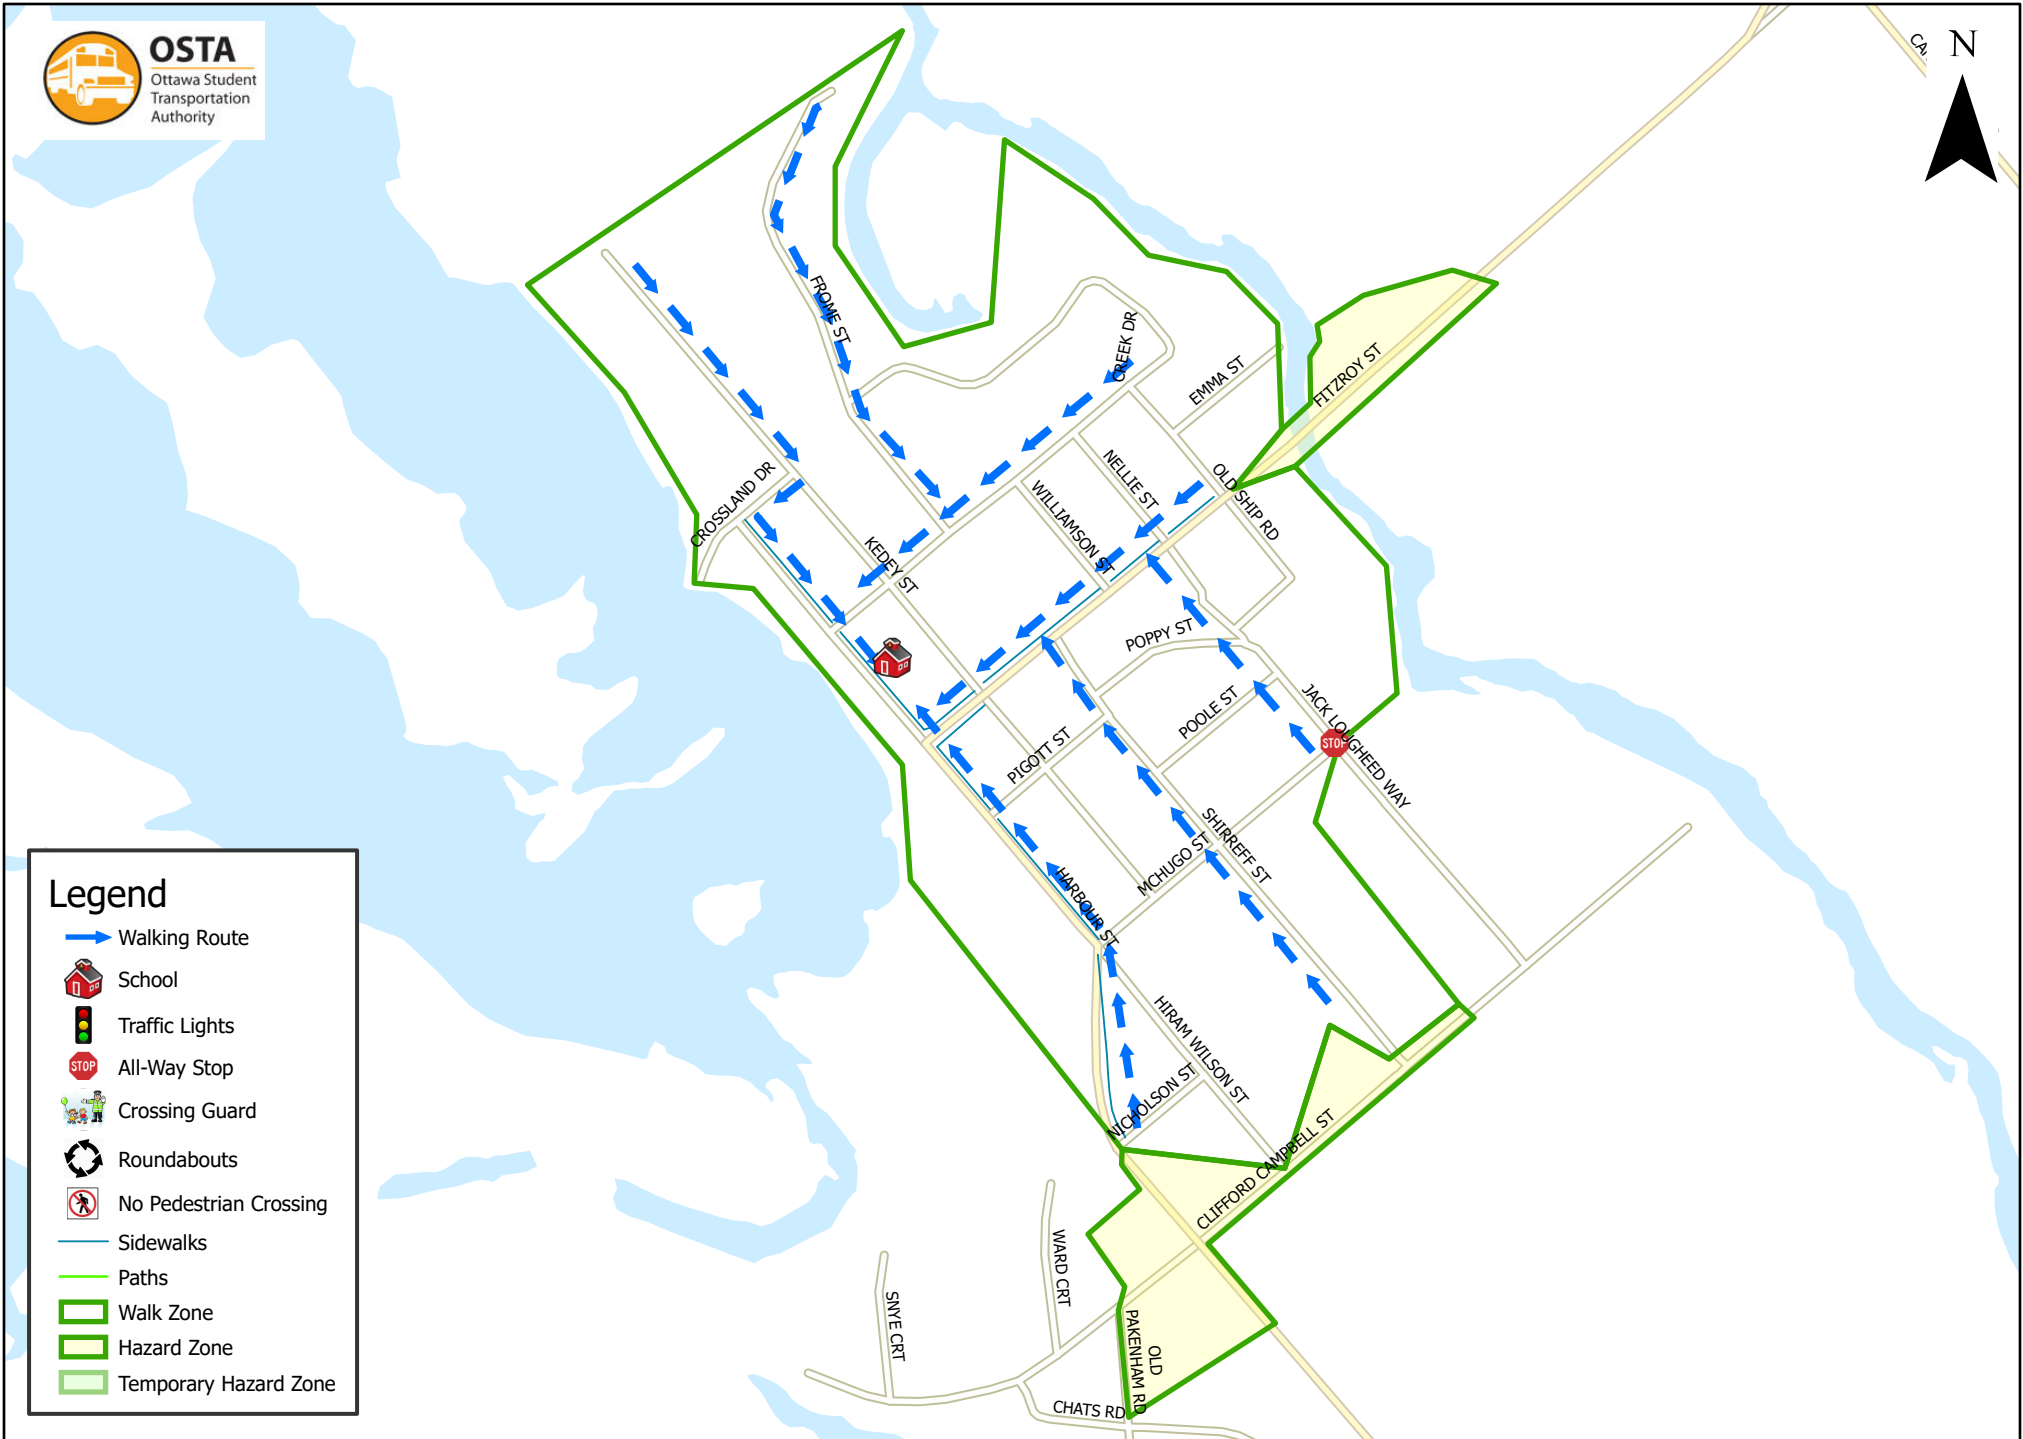 OSTA
Ottawa Student
Transportation
Authority
N
FROME ST
CREEK DR
EMMA ST
FITZROY ST
CROSSLAND DR
NELLIE ST
OLD SHIP RD
WILLIAMSON ST
KEDEY ST
POPPY ST
POOLE ST
JACK LOUGHEED WAY
STOP
PIGOTT ST
SHIRREFF ST
MCHUGO ST
HARBOUR ST
HIRAM WILSON ST
NICHOLSON ST
CLIFFORD CAMPBELL ST
WARD CRT
SNYE CRT
OLD
PAKENHAM RD
CHATS RD
Legend
Walking Route
School
Traffic Lights
STOP
All-Way Stop
Crossing Guard
Roundabouts
No Pedestrian Crossing
Sidewalks
Paths
Walk Zone
Hazard Zone
Temporary Hazard Zone